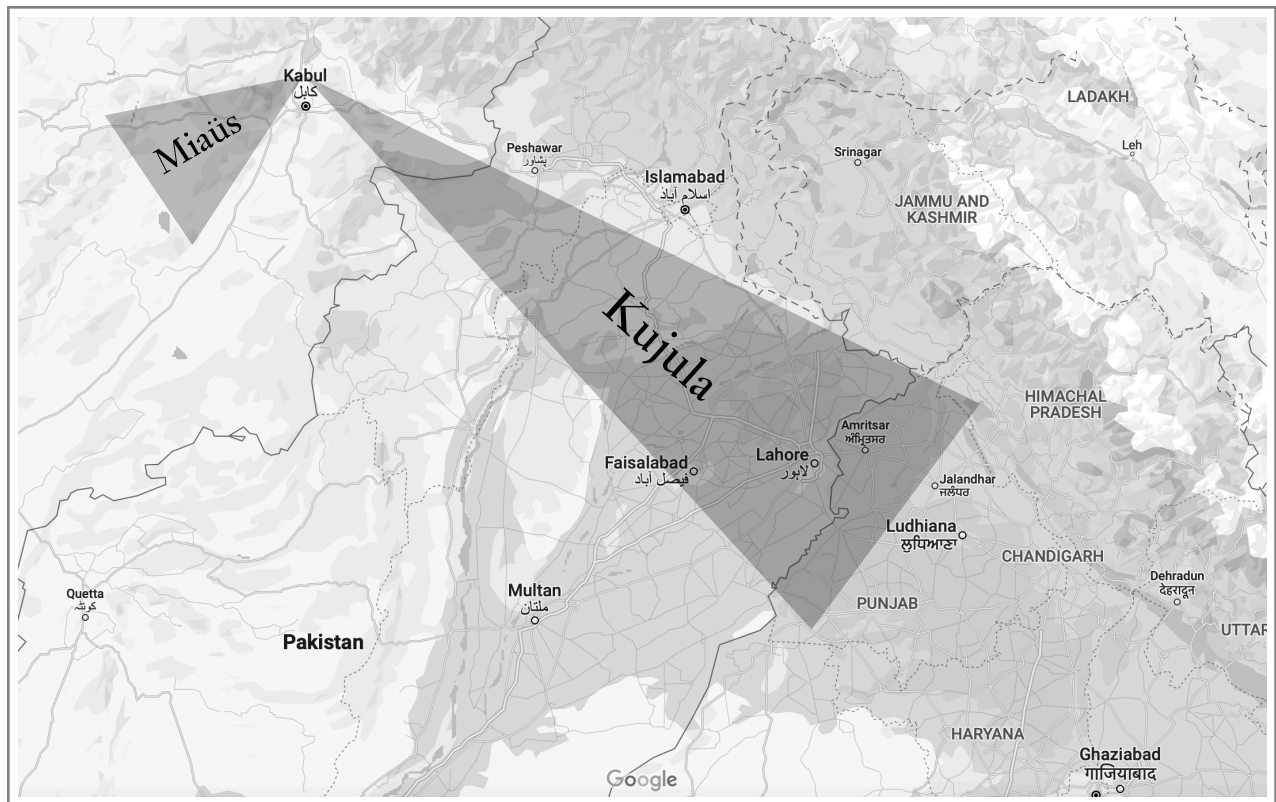 Kabul
کابل
Miaüs
LADAKH
Leh
Peshawar
پشاور
Srinagar
Islamabad
اسلام آباد
JAMMU AND
KASHMIR
Kujula
HIMACHAL
PRADESH
Amritsar
ਅੰਮ੍ਰਿਤਸਰ
Lahore
لاہور
Faisalabad
فیصل آباد
Jalandhar
ਜਲੰਧਰ
Ludhiana
ਲੁਧਿਆਣਾ
CHANDIGARH
Dehradun
देहरादून
Quetta
کوئٹہ
Multan
ملتان
PUNJAB
UTTAR
Pakistan
HARYANA
Ghaziabad
गाजियाबाद
Google